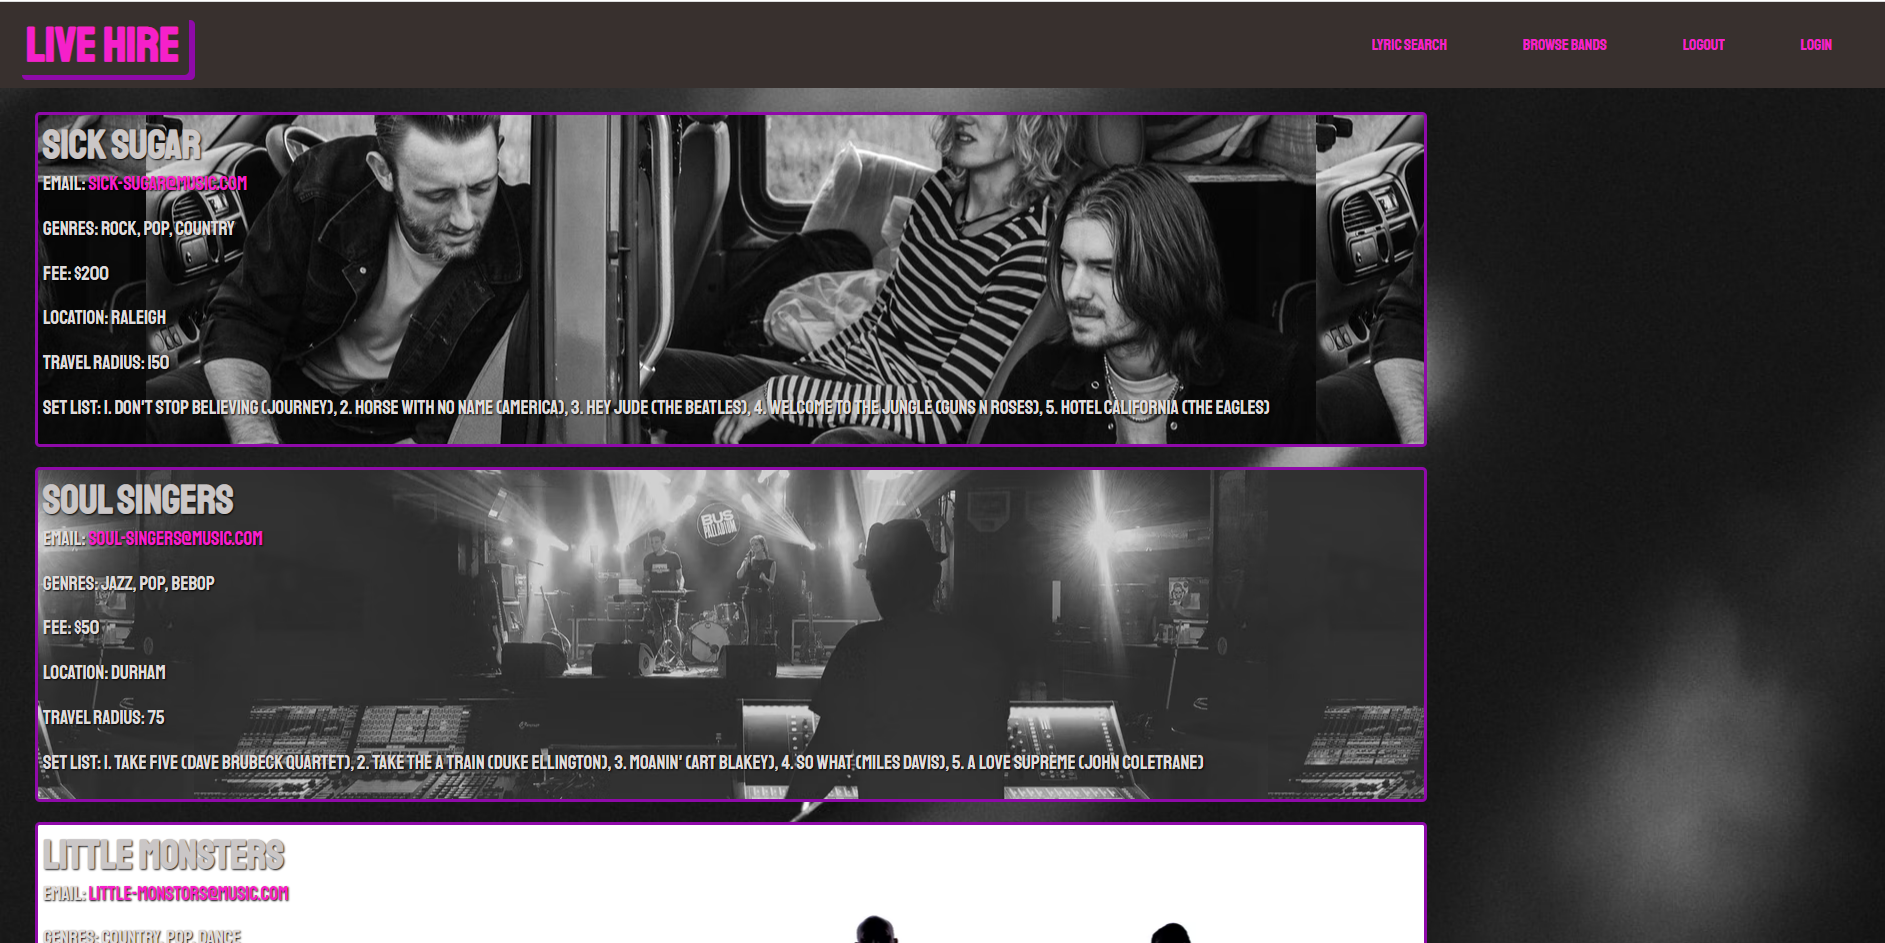 LIVE HIRE
LYRIC SEARCH
BROWSE BANDS
LOGOUT
LOGIN
SICK SUGAR
EMAIL: SICK-SUGAR@MUSIC.COM
GENRES: ROCK, POP, COUNTRY
FEE: $200
LOCATION: RALEIGH
TRAVEL RADIUS: 150
SET LIST: 1. DON'T STOP BELIEVING (JOURNEY), 2. HORSE WITH NO NAME (AMERICA), 3. HEY JUDE (THE BEATLES), 4. WELCOME TO THE JUNGLE (GUNS N ROSES), 5. HOTEL CALIFORNIA (THE EAGLES)
SOUL SINGERS
BUS
PALLADIUM
EMAIL: SOUL-SINGERS@MUSIC.COM
GENRES: JAZZ, POP, BEBOP
FEE: $50
LOCATION: DURHAM
TRAVEL RADIUS: 75
SET LIST: 1. TAKE FIVE (DAVE BRUBECK QUARTET), 2. TAKE THE A TRAIN (DUKE ELLINGTON), 3. MOANIN' (ART BLAKEY), 4. SO WHAT (MILES DAVIS), 5. A LOVE SUPREME (JOHN COLETRANE)
LITTLE MONSTERS
EMAIL: LITTLE-MONSTORS@MUSIC.COM
GENRES: COUNTRY, POP, DANCE